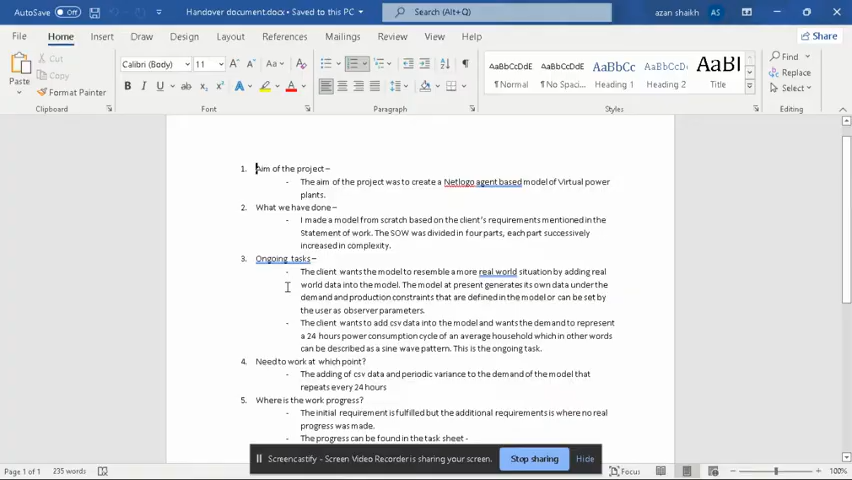 AutoSave Off Handover document.docx • Saved to this PC Search (Alt+Q) azan shaikh AS
File Home Insert Draw Design Layout References Mailings Review View Help Share
Paste Cut Copy Format Painter Calibri (Body) 11 Aa B I U ab x₂ x² A A
AaBbCcDdE AaBbCcDdE AaBbCc AaBbCcD AaBl
¶ Normal ¶ No Spaci... Heading 1 Heading 2 Title
Find Replace Select
Clipboard Font Paragraph Styles Editing
1. Aim of the project –
- The aim of the project was to create a Netlogo agent based model of Virtual power
plants.
2. What we have done –
- I made a model from scratch based on the client's requirements mentioned in the
Statement of work. The SOW was divided in four parts, each part successively
increased in complexity.
3. Ongoing tasks –
- The client wants the model to resemble a more real world situation by adding real
world data into the model. The model at present generates its own data under the
demand and production constraints that are defined in the model or can be set by
the user as observer parameters.
- The client wants to add csv data into the model and wants the demand to represent
a 24 hours power consumption cycle of an average household which in other words
can be described as a sine wave pattern. This is the ongoing task.
4. Need to work at which point?
- The adding of csv data and periodic variance to the demand of the model that
repeats every 24 hours
5. Where is the work progress?
- The initial requirement is fulfilled but the additional requirements is where no real
progress was made.
- The progress can be found in the task sheet -
Screencastify - Screen Video Recorder is sharing your screen. Stop sharing Hide
Page 1 of 1 235 words Focus 100%